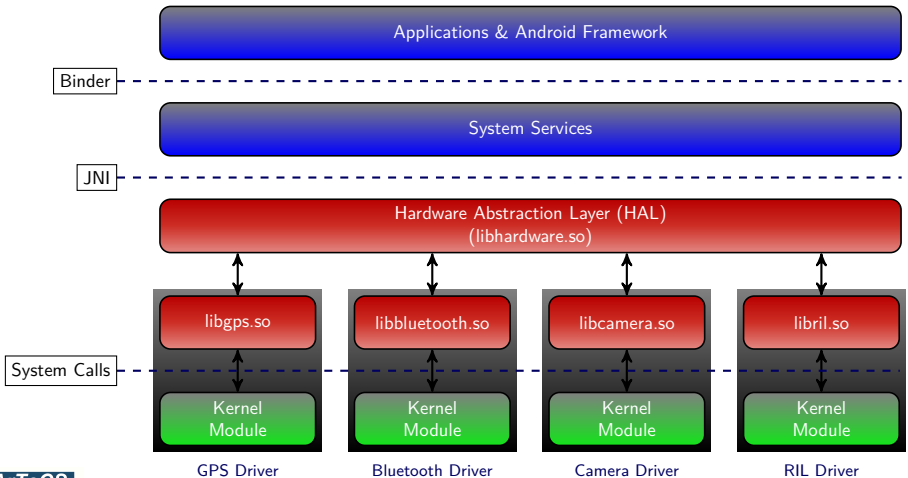 Applications & Android Framework
Binder
System Services
JNI
Hardware Abstraction Layer (HAL)
(libhardware.so)
libgps.so
libbluetooth.so
libcamera.so
libril.so
System Calls
Kernel
Module
Kernel
Module
Kernel
Module
Kernel
Module
GPS Driver
Bluetooth Driver
Camera Driver
RIL Driver